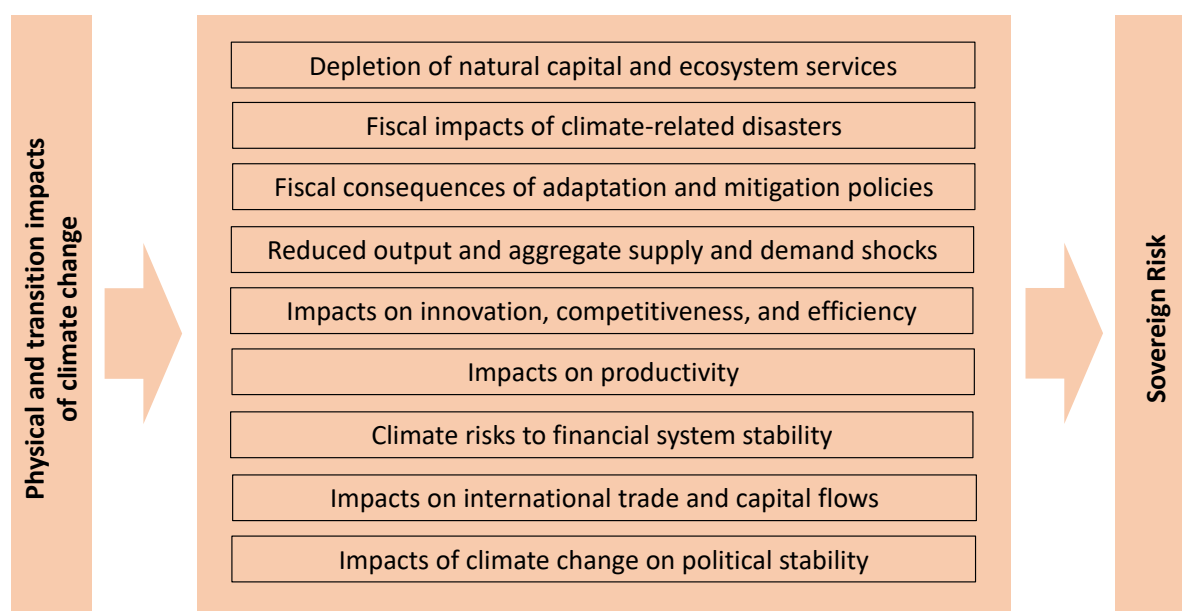 Physical and transition impacts
of climate change
Depletion of natural capital and ecosystem services
Fiscal impacts of climate-related disasters
Fiscal consequences of adaptation and mitigation policies
Reduced output and aggregate supply and demand shocks
Impacts on innovation, competitiveness, and efficiency
Impacts on productivity
Climate risks to financial system stability
Impacts on international trade and capital flows
Impacts of climate change on political stability
Sovereign Risk